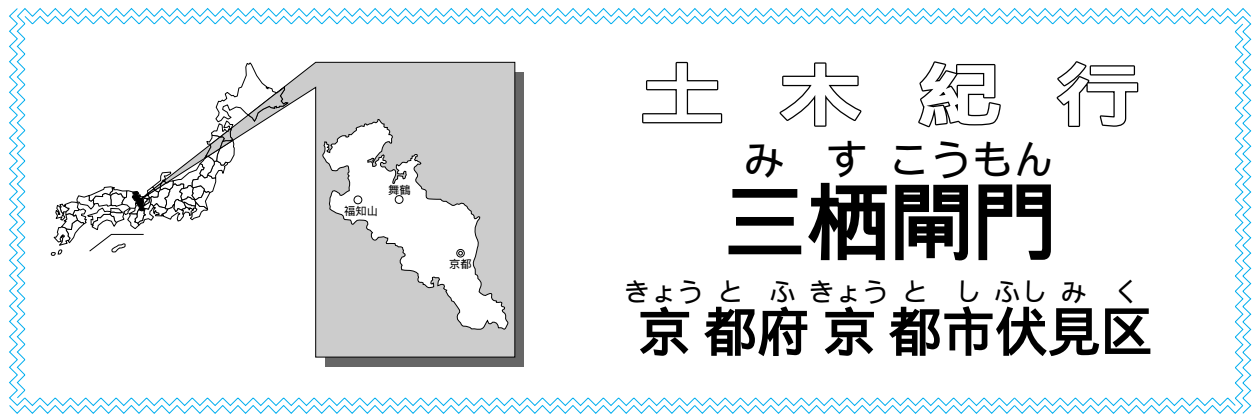 土木紀行
みすこうもん
三栖閘門
きょうとふきょうとしふしみく
京都府京都市伏見区
舞鶴
福知山
京都